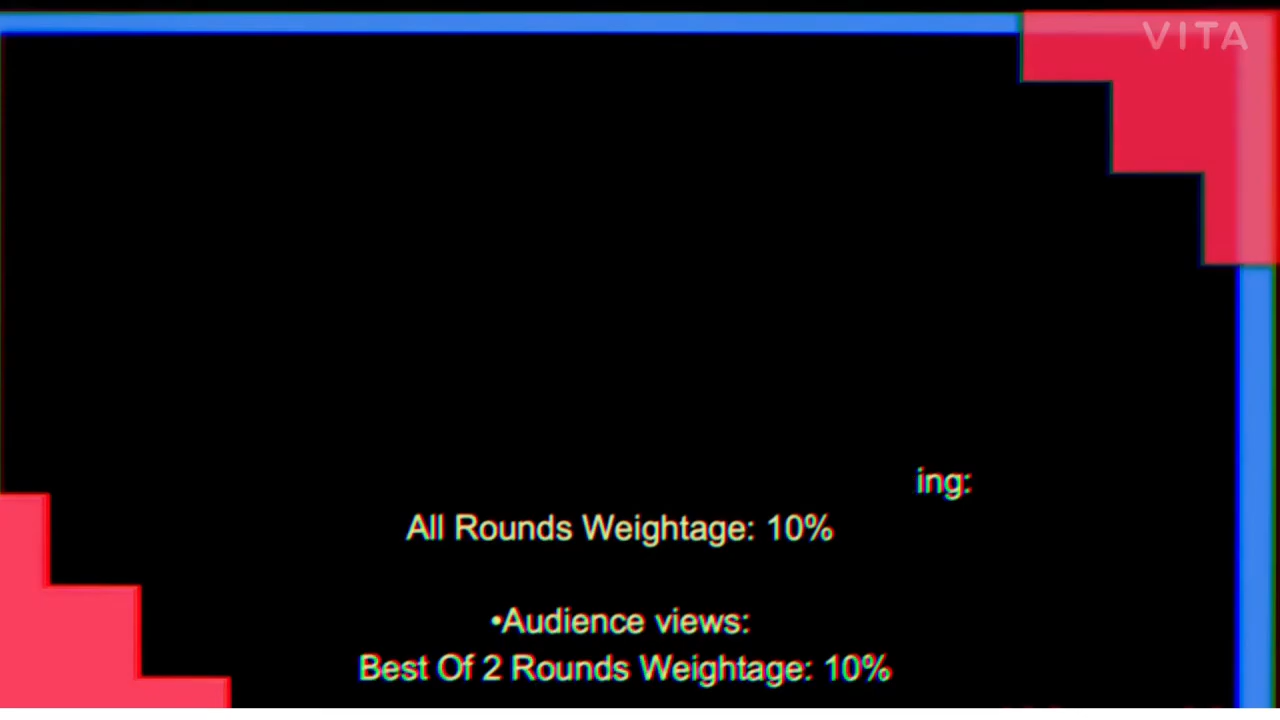 VITA
ing:
All Rounds Weightage: 10%
•Audience views:
Best Of 2 Rounds Weightage: 10%